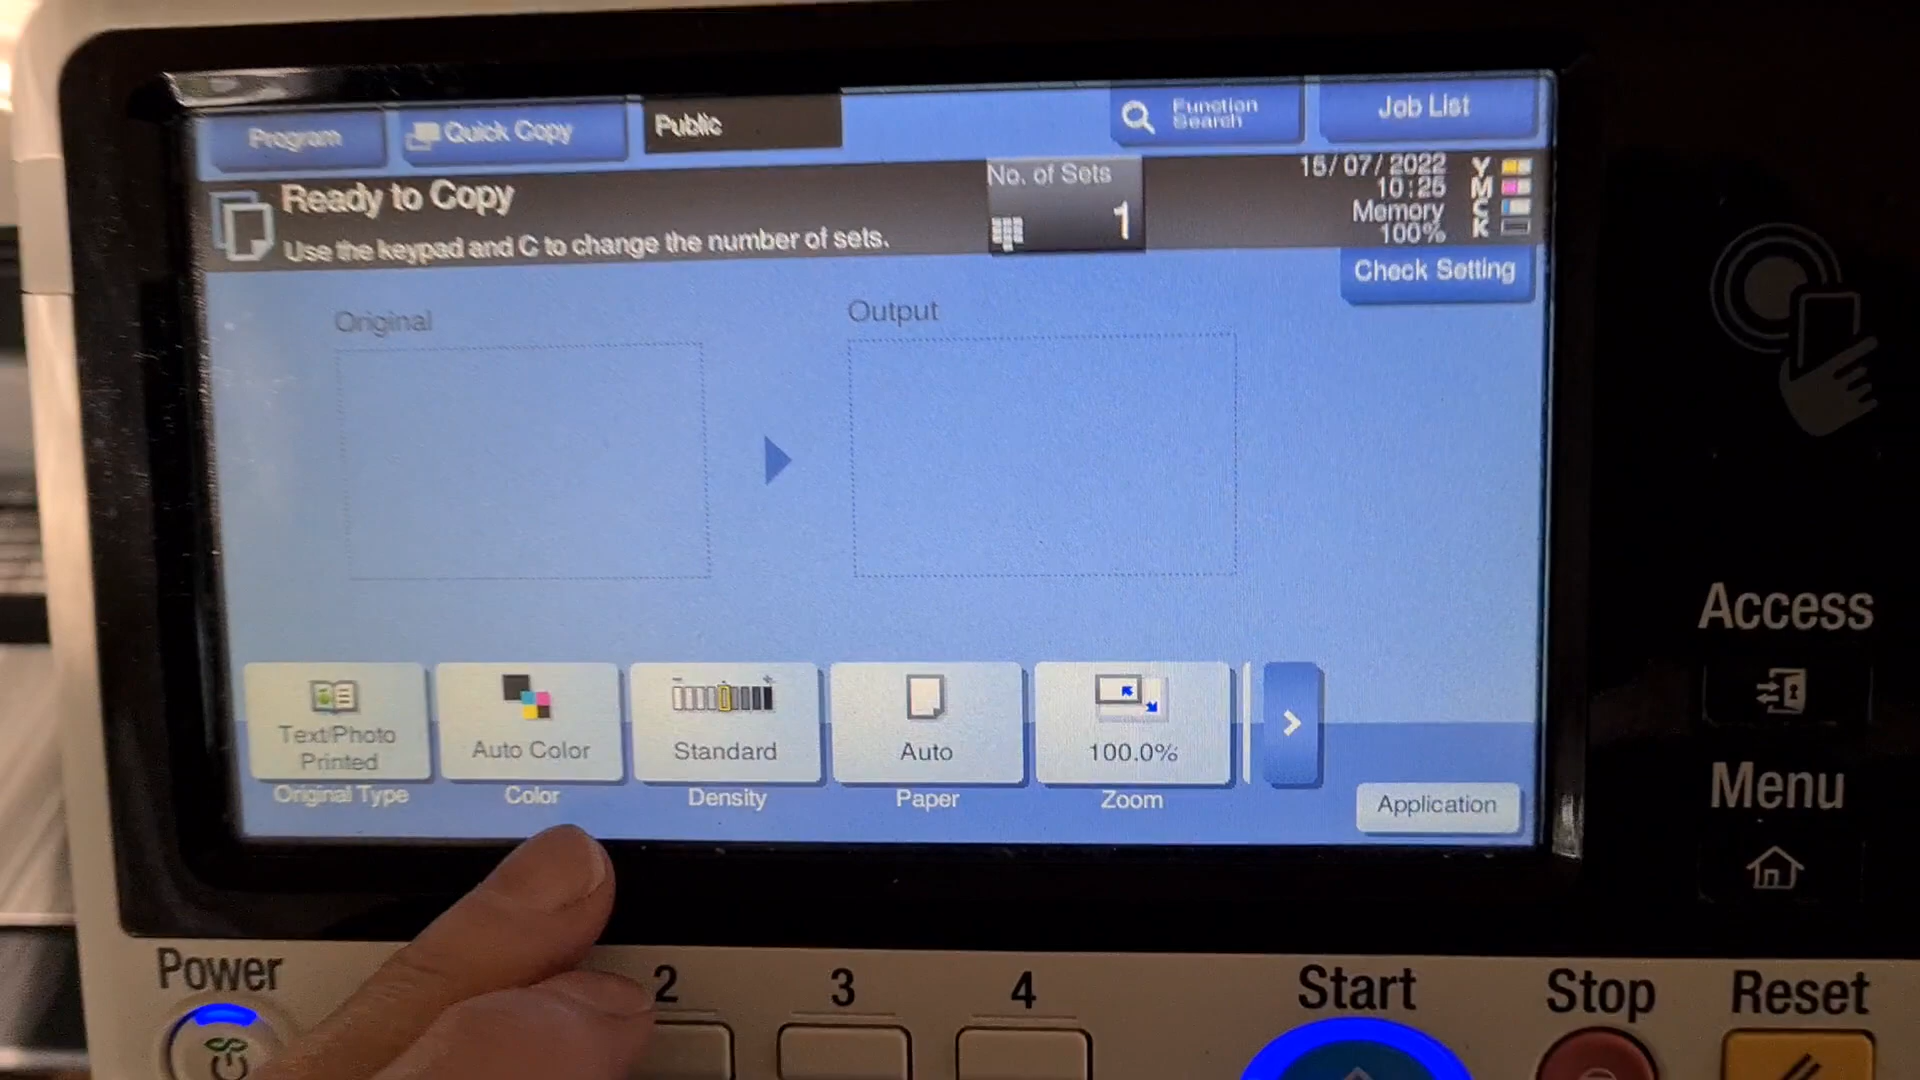 Program
Quick Copy
Public
Function
Search
Job List
Ready to Copy
Use the keypad and C to change the number of sets.
No. of Sets
1
15/07/2022
10:25
Memory
100%
Y
M
C
K
Check Setting
Original
Output
Text/Photo
Printed
Original Type
Auto Color
Color
Standard
Density
Auto
Paper
100.0%
Zoom
Application
Access
Menu
Power
2
3
4
Start
Stop
Reset